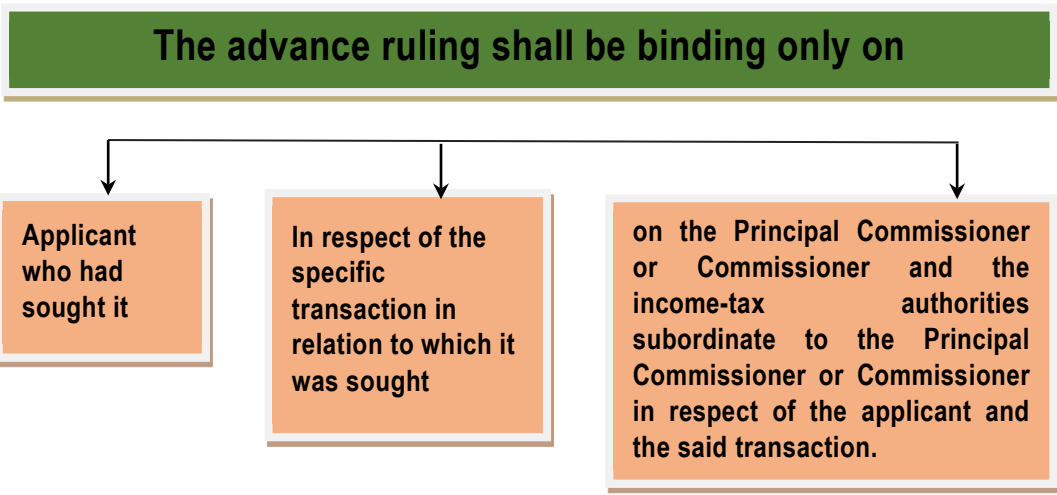 The advance ruling shall be binding only on
Applicant
who had
sought it
In respect of the
specific
transaction in
relation to which it
was sought
on the Principal Commissioner
or Commissioner and the
income-tax authorities
subordinate to the Principal
Commissioner or Commissioner
in respect of the applicant and
the said transaction.